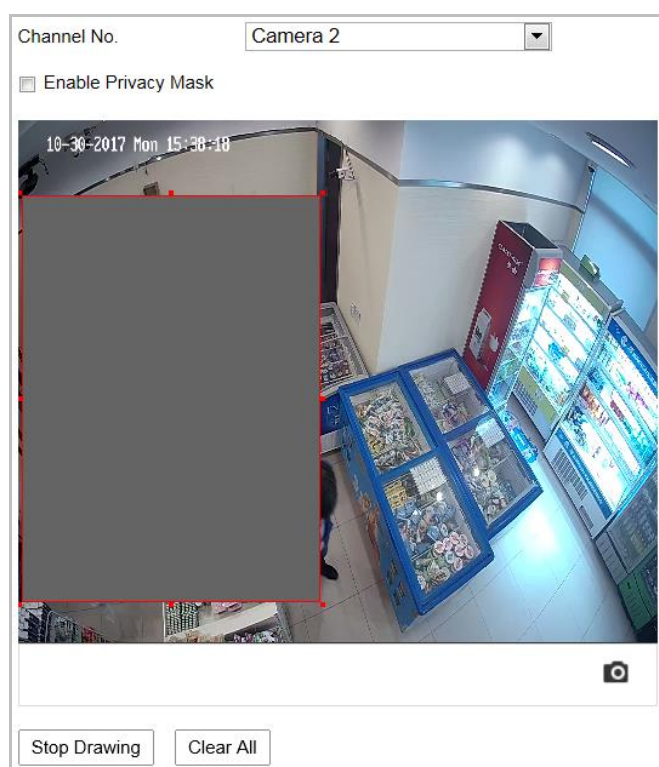 Channel No.
Camera 2
Enable Privacy Mask
10-30-2017 Mon 15:38:18
Stop Drawing
Clear All